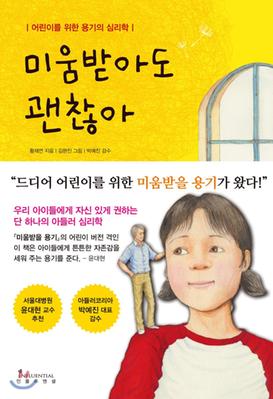 | 어린이를 위한 용기의 심리학 |
미움받아도
괜찮아
황재연 지음 | 김완진 그림 | 박예진 감수
“드디어 어린이를 위한 미움받을 용기가 왔다!”
우리 아이들에게 자신 있게 권하는
단 하나의 아들러 심리학
『미움받을 용기』의 어린이 버전 격인
이 책은 아이들에게 튼튼한 자존감을
세워 주는 용기를 준다. – 윤대현
서울대병원
윤대현 교수
추천
아들러코리아
박예진 대표
감수
INFLUENTIAL
인플루엔셜